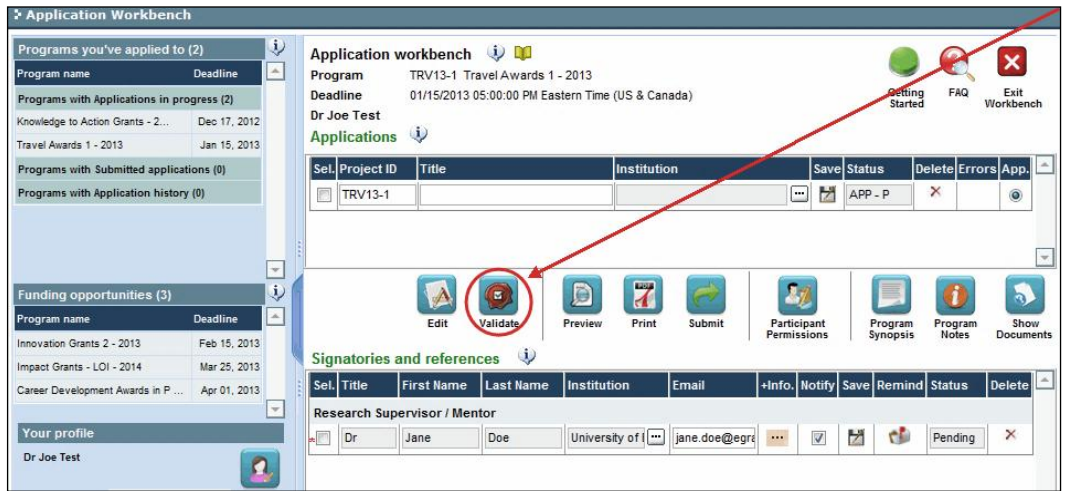 Application Workbench
Programs you've applied to (2)
Program name Deadline
Programs with Applications in progress (2)
Knowledge to Action Grants - 2... Dec 17, 2012
Travel Awards 1 - 2013 Jan 15, 2013
Programs with Submitted applications (0)
Programs with Application history (0)
Funding opportunities (3)
Program name Deadline
Innovation Grants 2 - 2013 Feb 15, 2013
Impact Grants - LOI - 2014 Mar 25, 2013
Career Development Awards in P ... Apr 01, 2013
Your profile
Dr Joe Test
Application workbench
Program TRV13-1 Travel Awards 1 - 2013
Deadline 01/15/2013 05:00:00 PM Eastern Time (US & Canada)
Dr Joe Test
Getting Started
FAQ
Exit Workbench
Applications
Sel. Project ID Title Institution Save Status Delete Errors App.
TRV13-1 ... APP - P
Edit Validate Preview Print Submit Participant Permissions Program Synopsis Program Notes Show Documents
Signatories and references
Sel. Title First Name Last Name Institution Email +Info. Notify Save Remind Status Delete
Research Supervisor / Mentor
Dr Jane Doe University of ... jane.doe@egra ... Pending